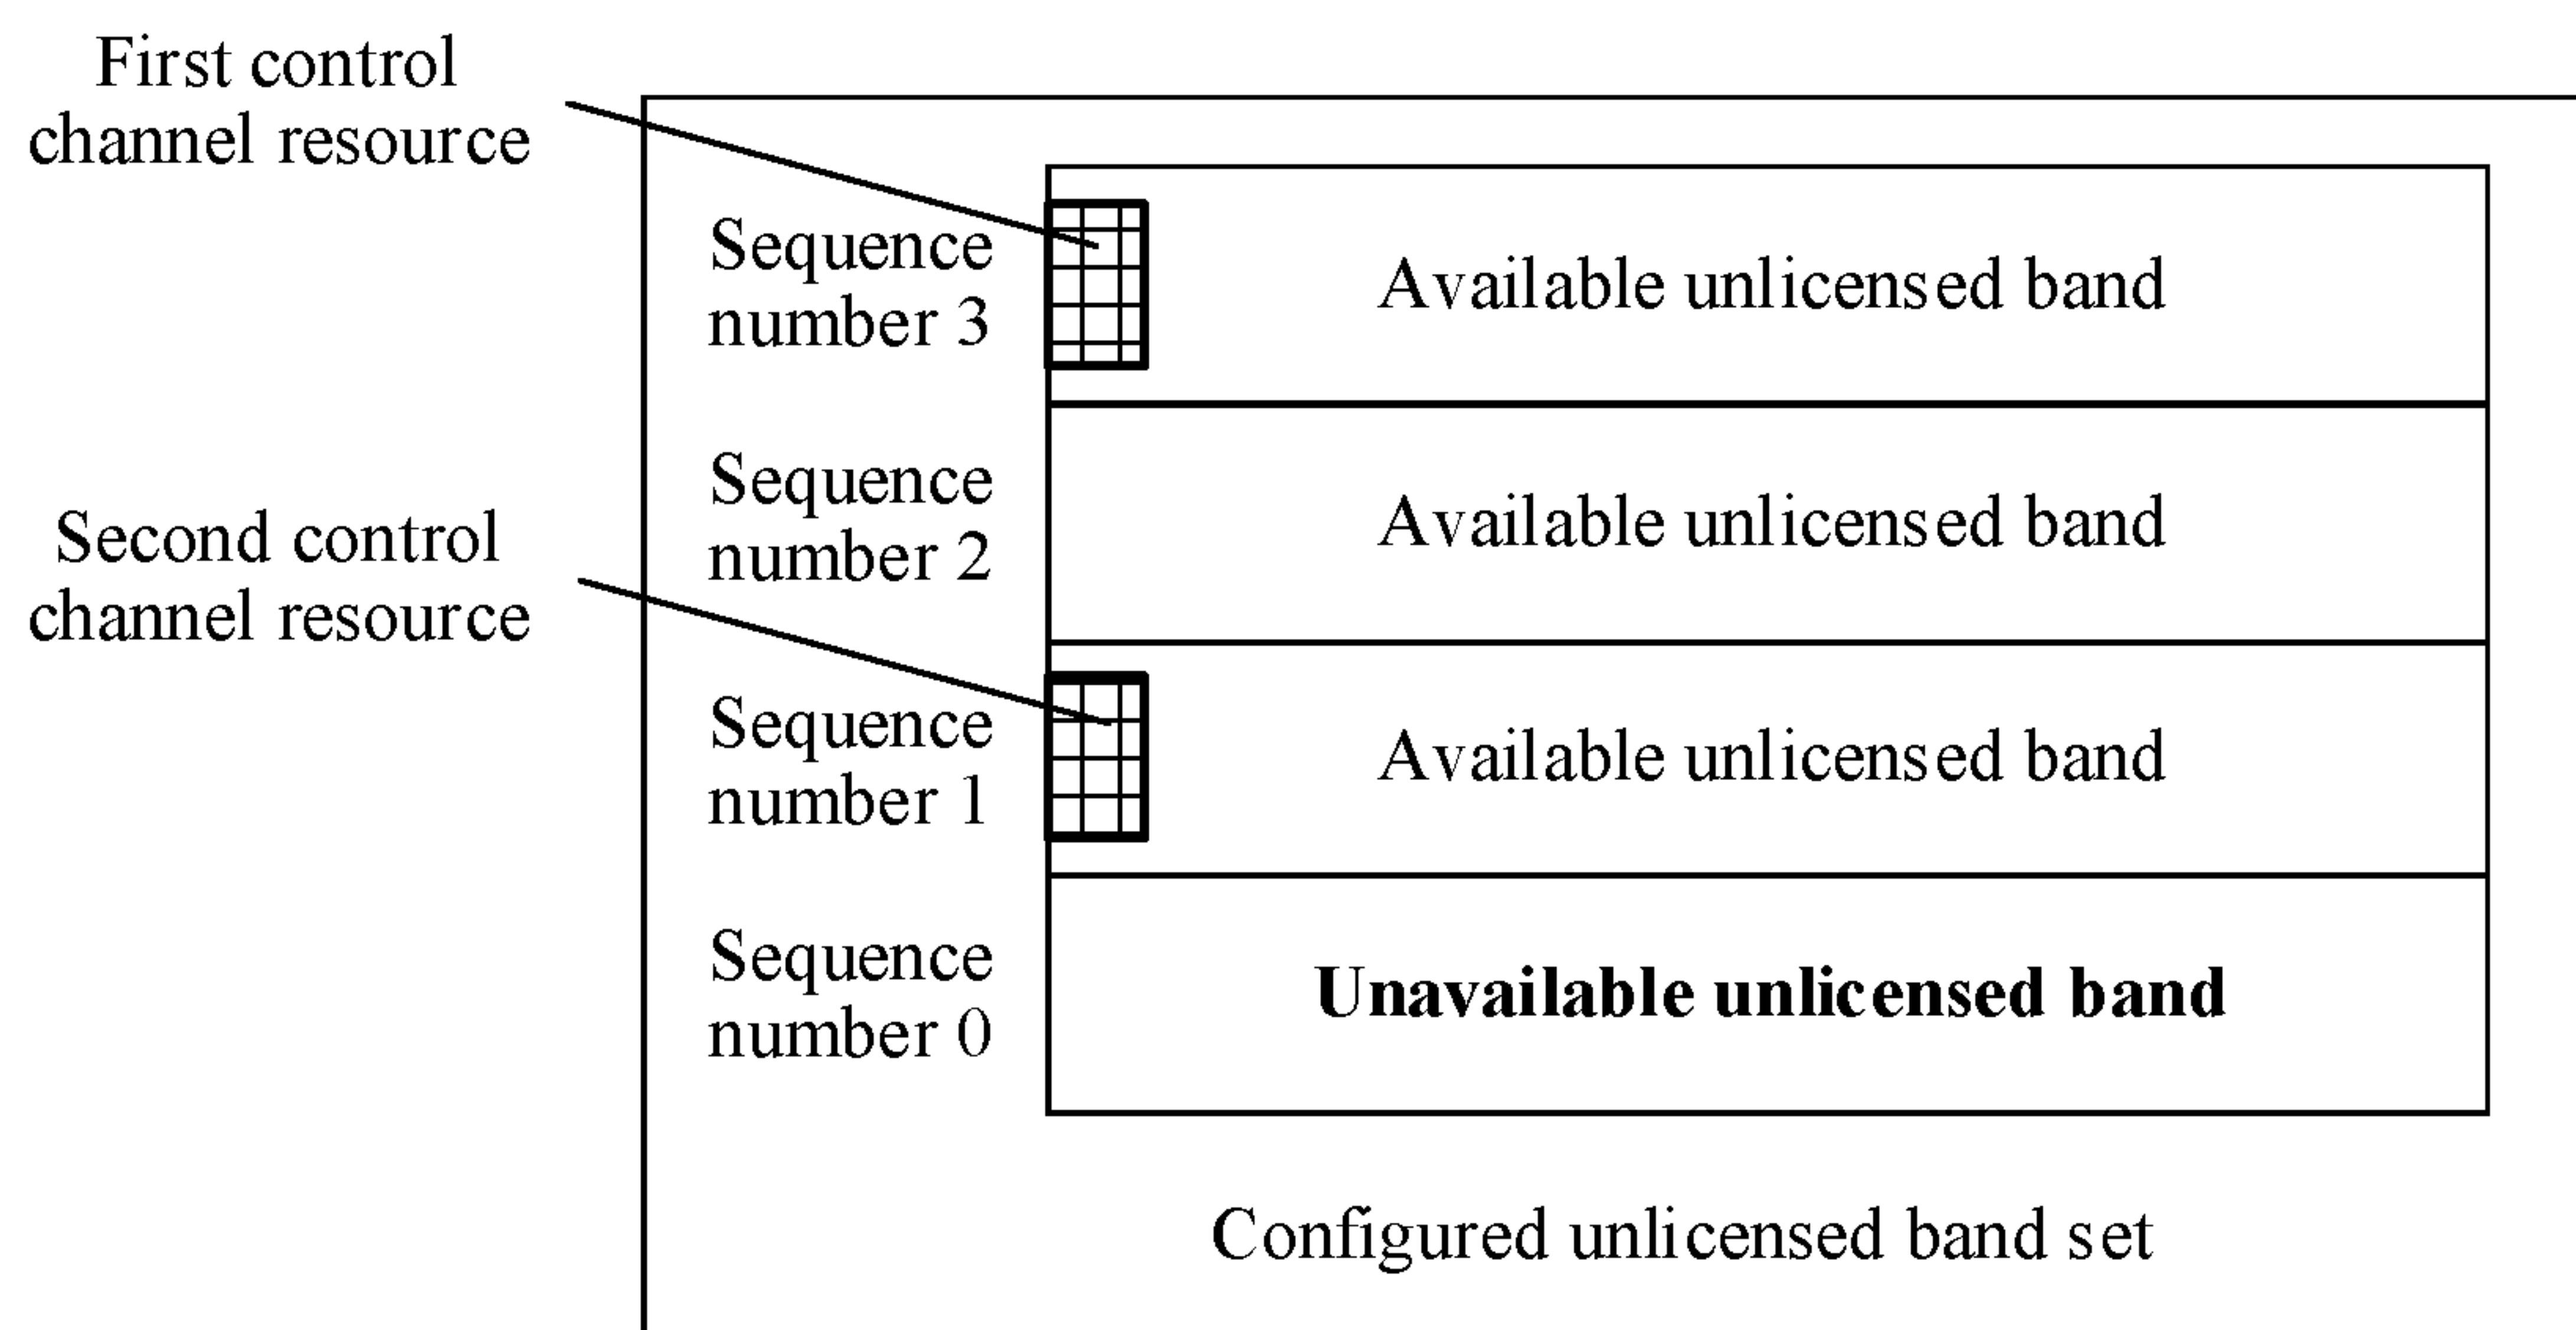 First control
channel resource
Sequence
number 3
Available unlicensed band
Sequence
number 2
Available unlicensed band
Second control
channel resource
Sequence
number 1
Available unlicensed band
Sequence
number 0
Unavailable unlicensed band
Configured unlicensed band set